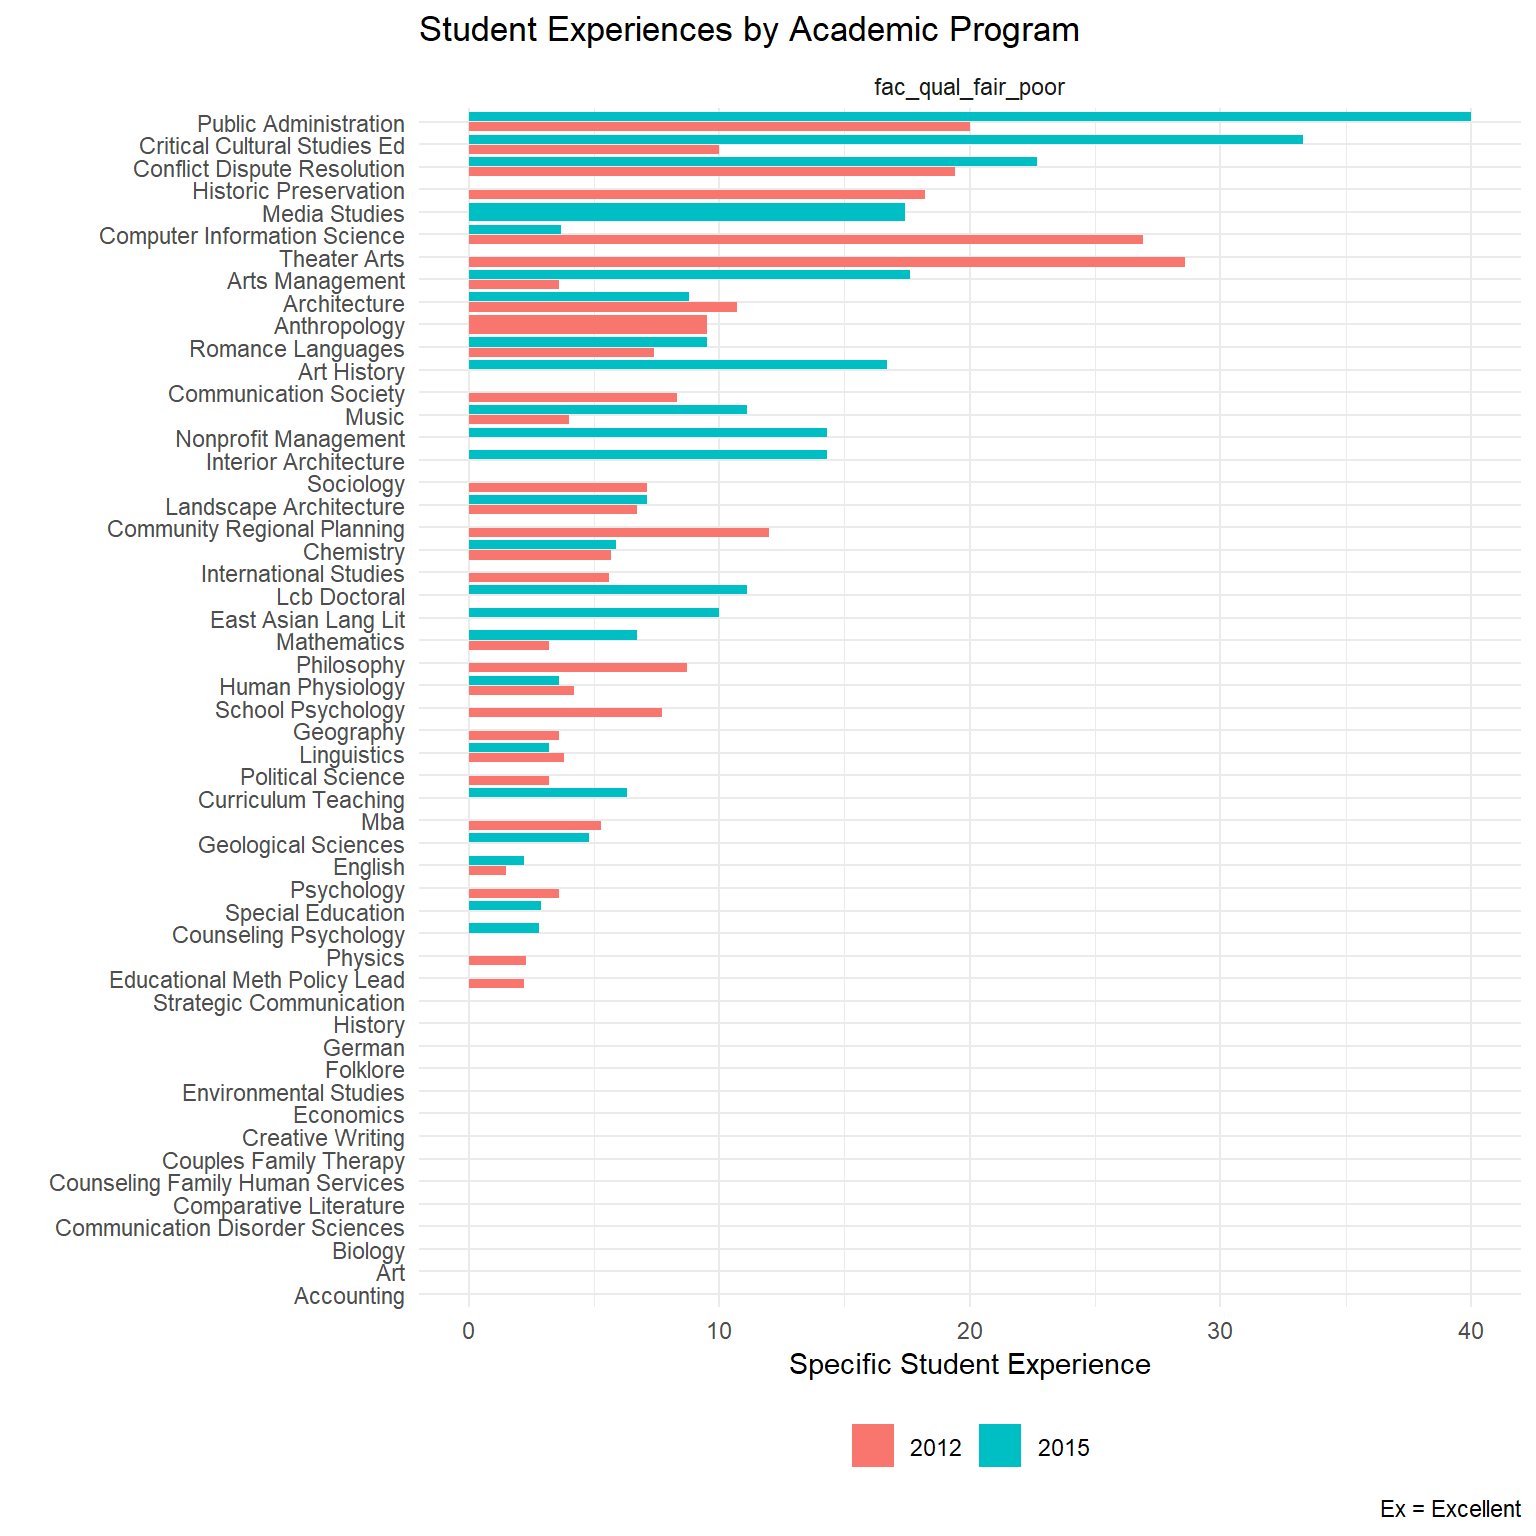 Student Experiences by Academic Program
fac_qual_fair_poor
Public Administration
Critical Cultural Studies Ed
Conflict Dispute Resolution
Historic Preservation
Media Studies
Computer Information Science
Theater Arts
Arts Management
Architecture
Anthropology
Romance Languages
Art History
Communication Society
Music
Nonprofit Management
Interior Architecture
Sociology
Landscape Architecture
Community Regional Planning
Chemistry
International Studies
Lcb Doctoral
East Asian Lang Lit
Mathematics
Philosophy
Human Physiology
School Psychology
Geography
Linguistics
Political Science
Curriculum Teaching
Mba
Geological Sciences
English
Psychology
Special Education
Counseling Psychology
Physics
Educational Meth Policy Lead
Strategic Communication
History
German
Folklore
Environmental Studies
Economics
Creative Writing
Couples Family Therapy
Counseling Family Human Services
Comparative Literature
Communication Disorder Sciences
Biology
Art
Accounting
0 10 20 30 40
Specific Student Experience
2012 2015
Ex = Excellent